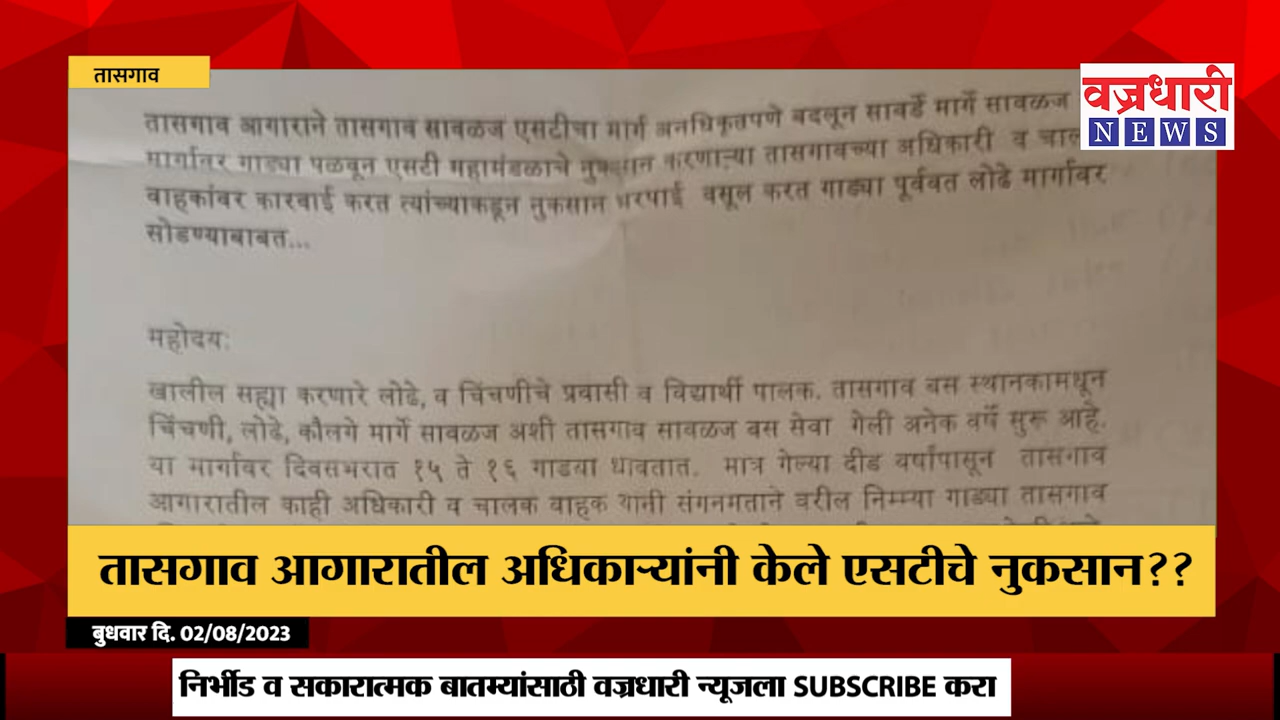 तासगाव
वज्रधारी
NEWS
तासगाव आगाराने तासगाव सावळज एसटीचा मार्ग अनधिकृतपणे बदलून सावर्डे मार्गे सावळज
मार्गावर गाड्या पळवून एसटी महामंडळाचे नुकसान करणाऱ्या तासगावच्या अधिकारी व
वाहकांवर कारवाई करत त्यांच्याकडून नुकसान भरपाई वसूल करत गाड्या पूर्ववत लोढे मार्गावर
सोडण्याबाबत...
महोदय:
खालील सह्या करणारे लोढे, व चिंचणीचे प्रवासी व विद्यार्थी पालक. तासगाव बस स्थानकामधून
चिंचणी, लोढे, कौलगे मार्गे सावळज अशी तासगाव सावळज बस सेवा गेली अनेक वर्षे सुरू आहे.
या मार्गावर दिवसभरात १५ ते १६ गाडया धावतात. मात्र गेल्या दीड वर्षांपासून तासगाव
आगारातील काही अधिकारी व चालक वाहक यानी संगनमताने वरील निम्म्या गाड्या तासगाव
तासगाव आगारातील अधिकाऱ्यांनी केले एसटीचे नुकसान??
बुधवार दि. 02/08/2023
निर्भीड व सकारात्मक बातम्यांसाठी वज्रधारी न्यूजला SUBSCRIBE करा